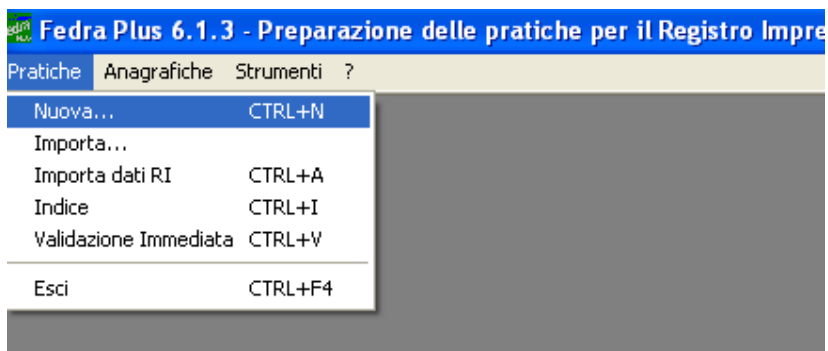 Fedra Plus 6.1.3 - Preparazione delle pratiche per il Registro Impre
Pratiche Anagrafiche Strumenti ?
Nuova... CTRL+N
Importa...
Importa dati RI CTRL+A
Indice CTRL+I
Validazione Immediata CTRL+V
Esci CTRL+F4